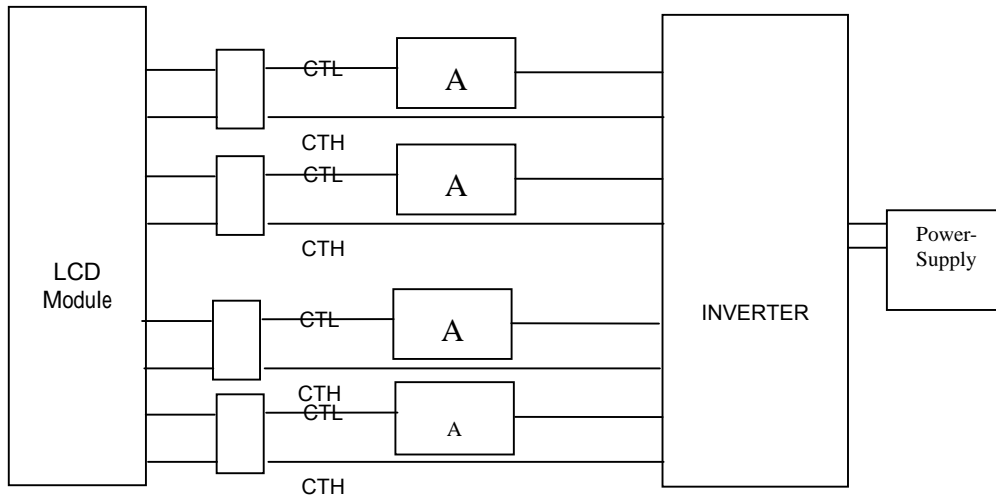 CTL
A
CTH
CTL
A
CTH
LCD
Module
CTL
A
INVERTER
Power-
Supply
CTH
CTL
A
CTH